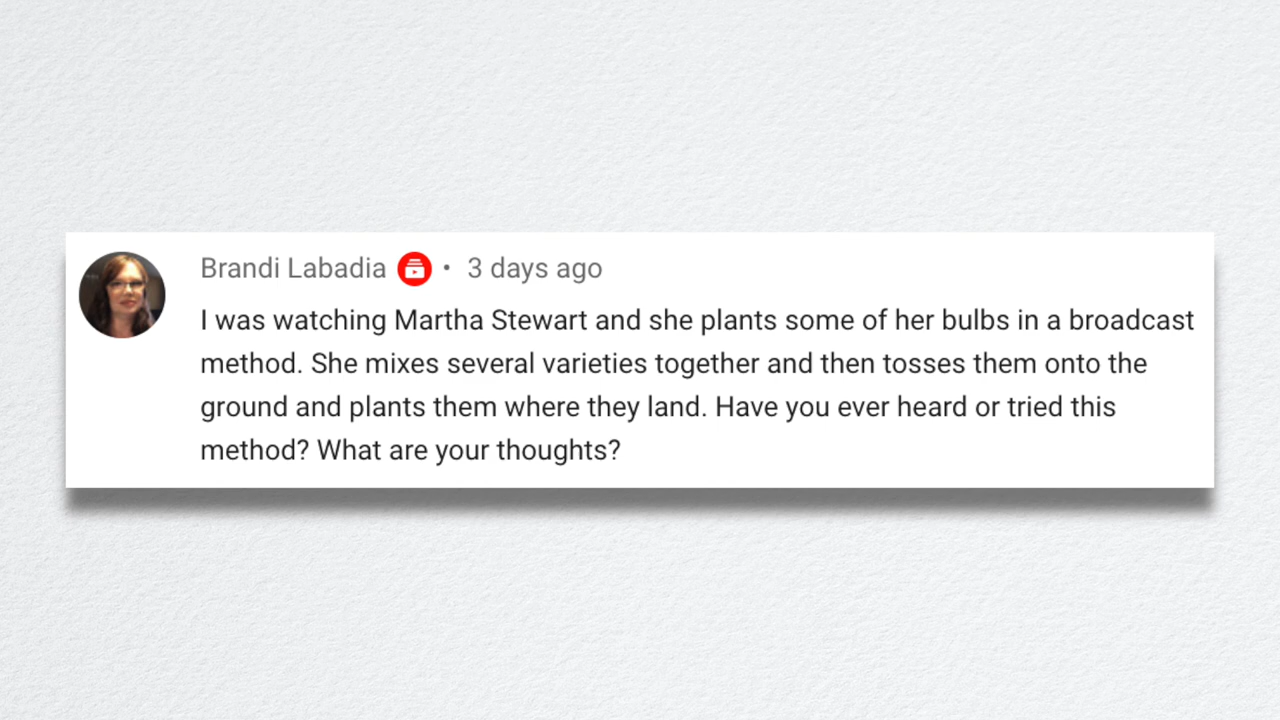 Brandi Labadia • 3 days ago
I was watching Martha Stewart and she plants some of her bulbs in a broadcast
method. She mixes several varieties together and then tosses them onto the
ground and plants them where they land. Have you ever heard or tried this
method? What are your thoughts?